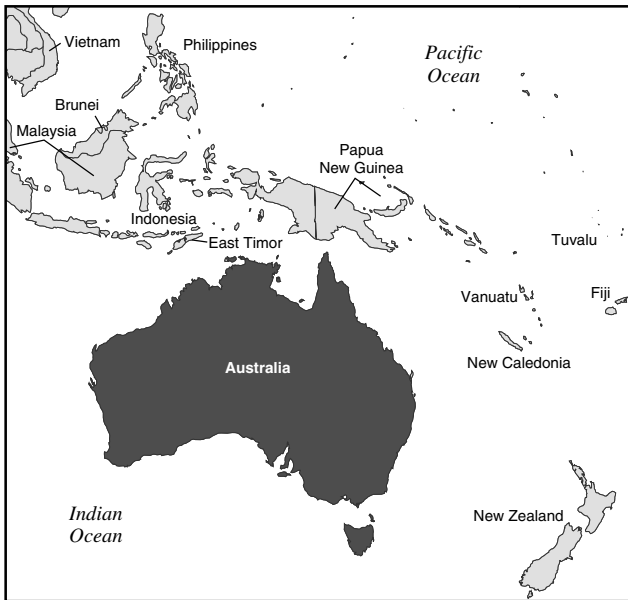 Vietnam
Philippines
Pacific
Ocean
Brunei
Malaysia
Papua
New Guinea
Indonesia
East Timor
Tuvalu
Vanuatu
Fiji
New Caledonia
Australia
New Zealand
Indian
Ocean